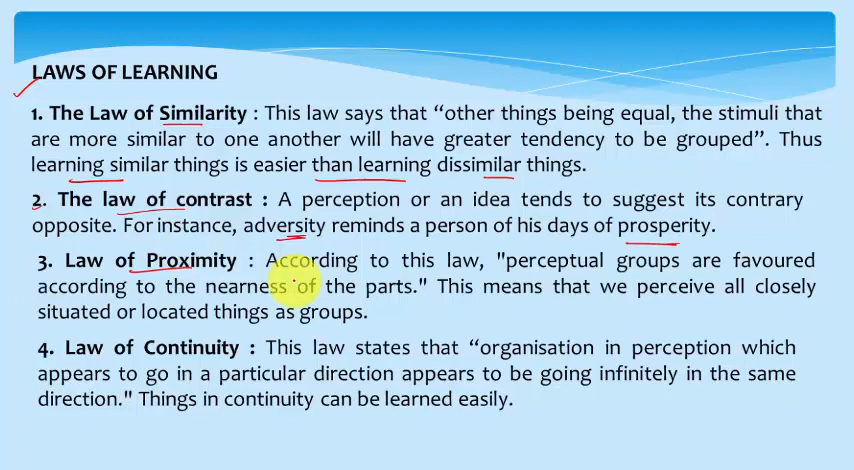 LAWS OF LEARNING
1. The Law of Similarity : This law says that “other things being equal, the stimuli that
are more similar to one another will have greater tendency to be grouped”. Thus
learning similar things is easier than learning dissimilar things.
2. The law of contrast : A perception or an idea tends to suggest its contrary
opposite. For instance, adversity reminds a person of his days of prosperity.
3. Law of Proximity : According to this law, "perceptual groups are favoured
according to the nearness of the parts." This means that we perceive all closely
situated or located things as groups.
4. Law of Continuity : This law states that “organisation in perception which
appears to go in a particular direction appears to be going infinitely in the same
direction." Things in continuity can be learned easily.